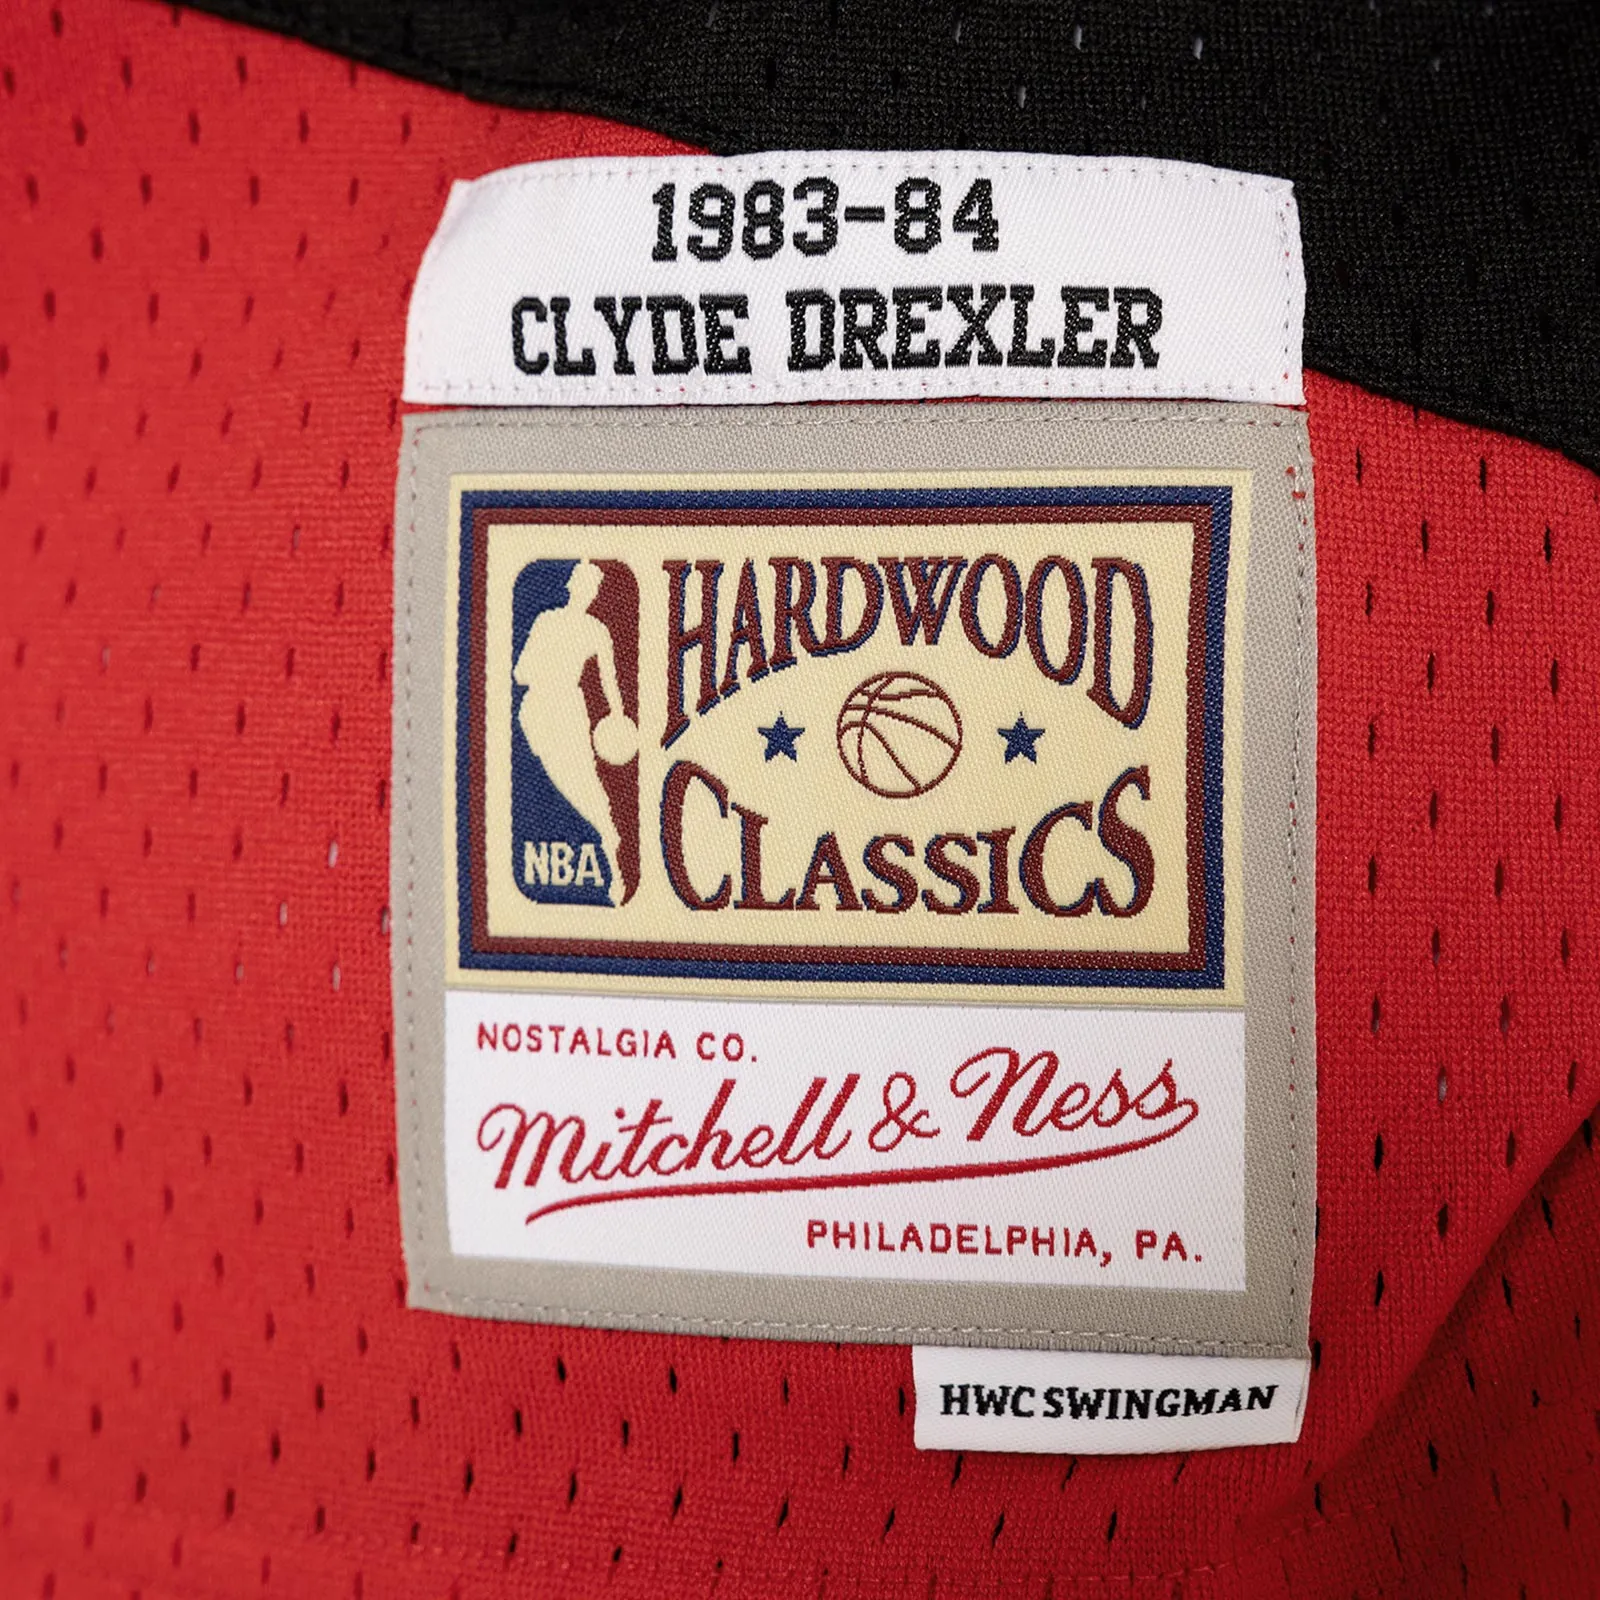 1983-84
CLYDE DREXLER
HARDWOOD
CLASSICS
NBA
NOSTALGIA CO.
Mitchell & Ness
PHILADELPHIA, PA.
HWC SWINGMAN